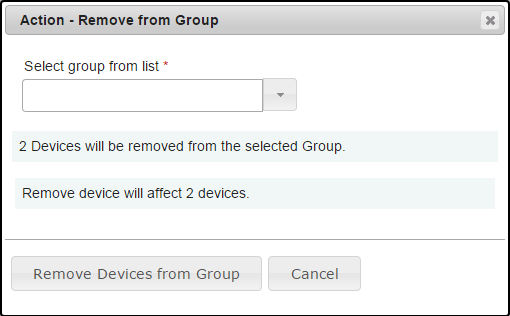 Action - Remove from Group
Select group from list *
2 Devices will be removed from the selected Group.
Remove device will affect 2 devices.
Remove Devices from Group
Cancel